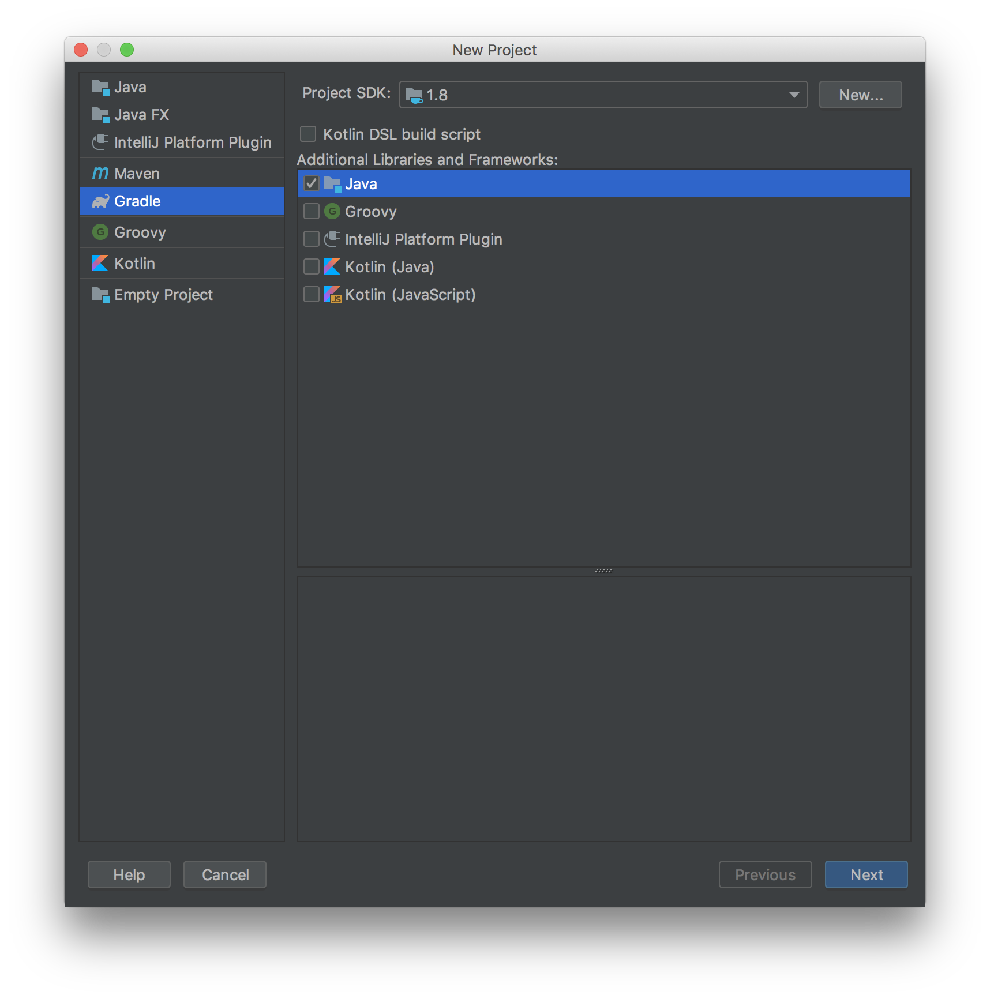 New Project
Java
Java FX
IntelliJ Platform Plugin
m Maven
Gradle
G Groovy
Kotlin
Empty Project
Project SDK: 1.8 New...
Kotlin DSL build script
Additional Libraries and Frameworks:
Java
G Groovy
IntelliJ Platform Plugin
Kotlin (Java)
JS Kotlin (JavaScript)
Help Cancel Previous Next